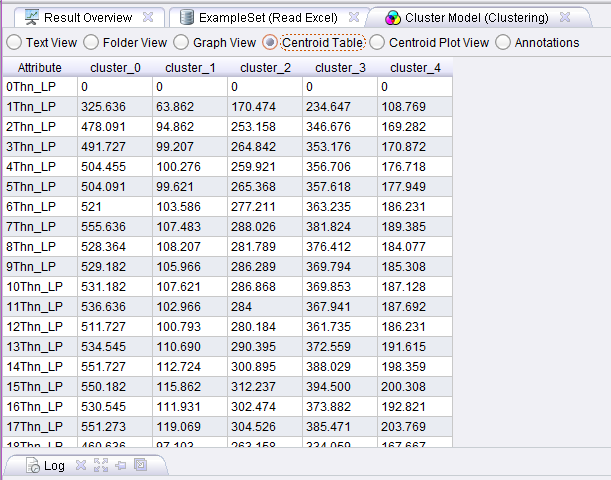 Result Overview ExampleSet (Read Excel) Cluster Model (Clustering)
Text View Folder View Graph View Centroid Table Centroid Plot View Annotations
Attribute cluster_0 cluster_1 cluster_2 cluster_3 cluster_4
0Thn_LP 0 0 0 0 0
1Thn_LP 325.636 63.862 170.474 234.647 108.769
2Thn_LP 478.091 94.862 253.158 346.676 169.282
3Thn_LP 491.727 99.207 264.842 353.176 170.872
4Thn_LP 504.455 100.276 259.921 356.706 176.718
5Thn_LP 504.091 99.621 265.368 357.618 177.949
6Thn_LP 521 103.586 277.211 363.235 186.231
7Thn_LP 555.636 107.483 288.026 381.824 189.385
8Thn_LP 528.364 108.207 281.789 376.412 184.077
9Thn_LP 529.182 105.966 286.289 369.794 185.308
10Thn_LP 531.182 107.621 286.868 369.853 187.128
11Thn_LP 536.636 102.966 284 367.941 187.692
12Thn_LP 511.727 100.793 280.184 361.735 186.231
13Thn_LP 534.545 110.690 290.395 372.559 191.615
14Thn_LP 551.727 112.724 300.895 388.029 198.359
15Thn_LP 550.182 115.862 312.237 394.500 200.308
16Thn_LP 530.545 111.931 302.474 373.882 192.821
17Thn_LP 551.273 119.069 304.526 385.471 203.769
18Thn_LP 460.636 97.103 263.158 334.059 167.667
Log